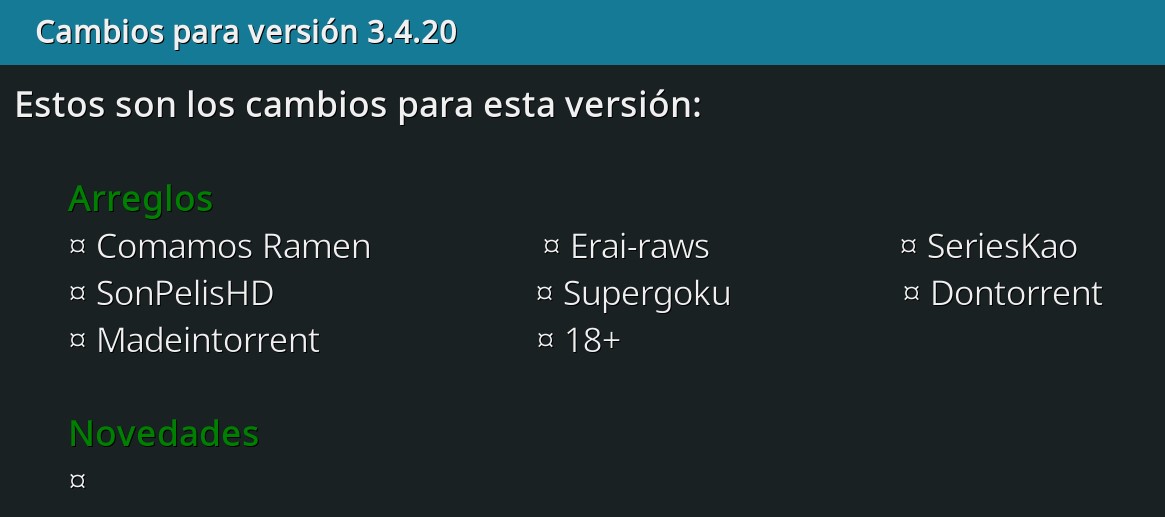 Cambios para versión 3.4.20
Estos son los cambios para esta versión:
Arreglos
¤ Comamos Ramen ¤ Erai-raws ¤ SeriesKao
¤ SonPelisHD ¤ Supergoku ¤ Dontorrent
¤ Madeintorrent ¤ 18+
Novedades
¤